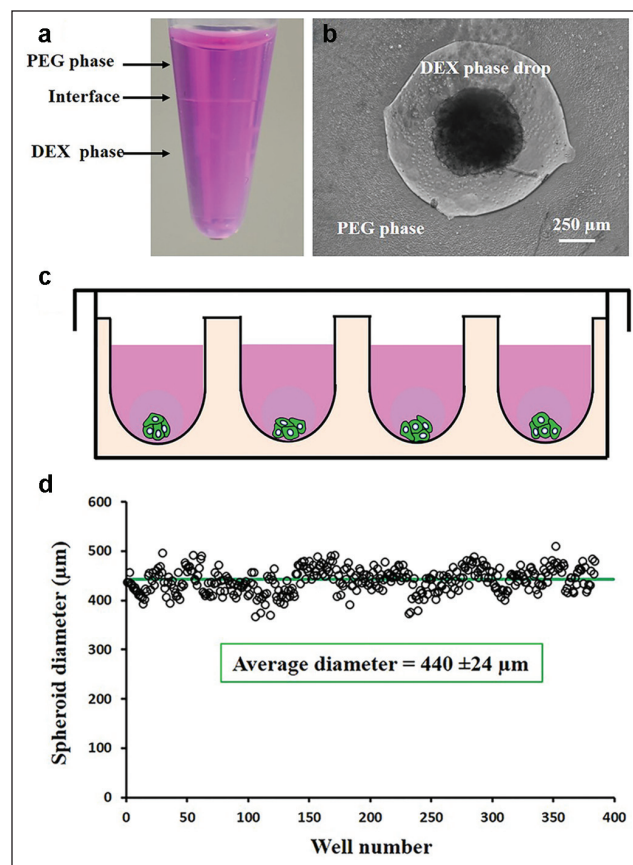 a
PEG phase
Interface
DEX phase
b
DEX phase drop
PEG phase
250 µm
c
d
Spheroid diameter (µm)
600
500
400
300
200
100
0
Average diameter = 440 ±24 µm
0 50 100 150 200 250 300 350 400
Well number